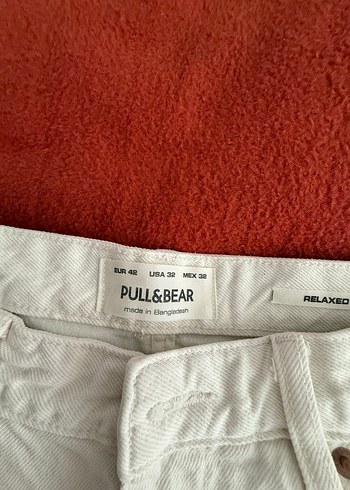 EUR 42 USA 32 MEX 32
PULL&BEAR
made in Bangladesh
RELAXED